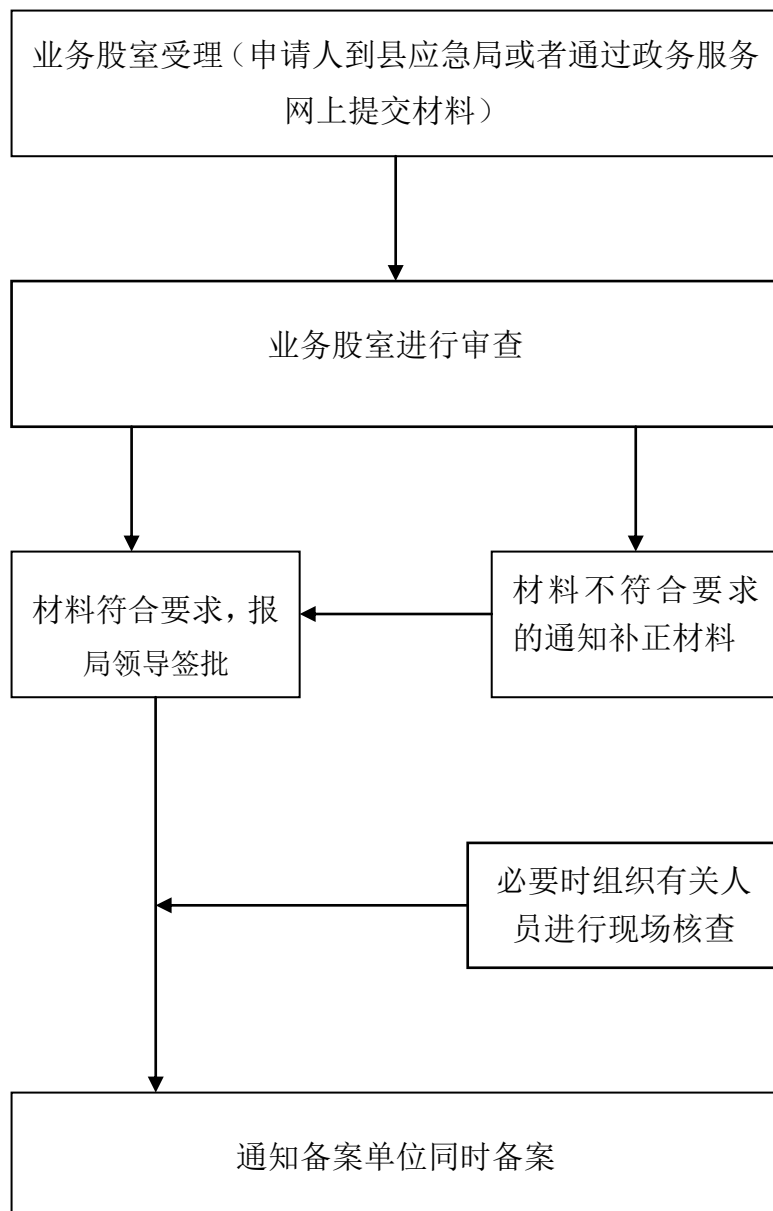 业务股室受理（申请人到县应急局或者通过政务服务
网上提交材料）
业务股室进行审查
材料符合要求，报
局领导签批
材料不符合要求
的通知补正材料
必要时组织有关人
员进行现场核查
通知备案单位同时备案